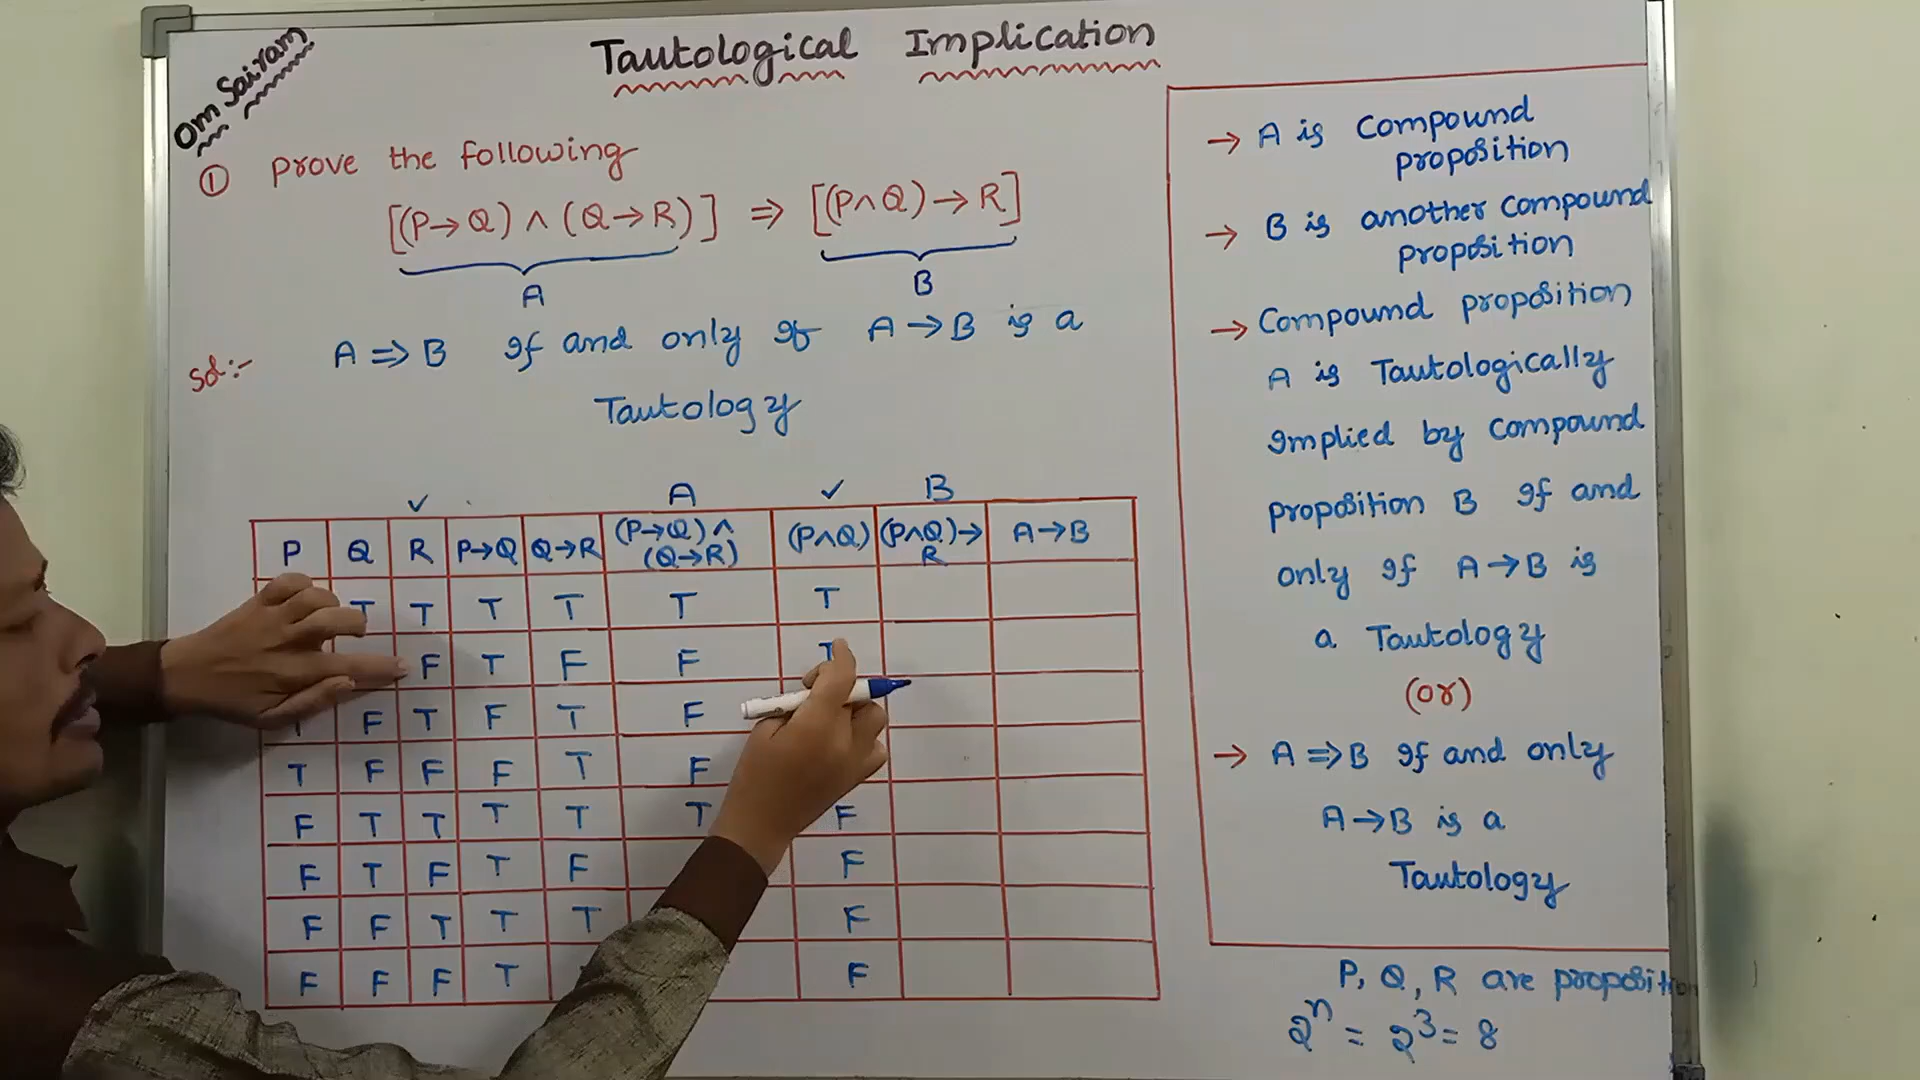 Om Sairam
Tautological Implication
① Prove the following
[(P→Q) ∧ (Q→R)] ⇒ [(P∧Q)→R]
A B
Sol:- A ⇒ B If and only If A→B is a
Tautology
✓ A ✓ B
P Q R P→Q Q→R (P→Q)∧ (Q→R) (P∧Q) (P∧Q)→ R A→B
T T T T T T
F T F F T
T F T F T F
T F F F T F
F T T T T T F
F T F T F F
F F T T T F
F F F T F
→ A is Compound
proposition
→ B is another Compound
proposition
→ Compound proposition
A is Tautologically
Implied by Compound
proposition B If and
only If A→B is
a Tautology
(or)
→ A ⇒ B If and only
A→B is a
Tautology
P, Q, R are
2ⁿ = 2³ = 8